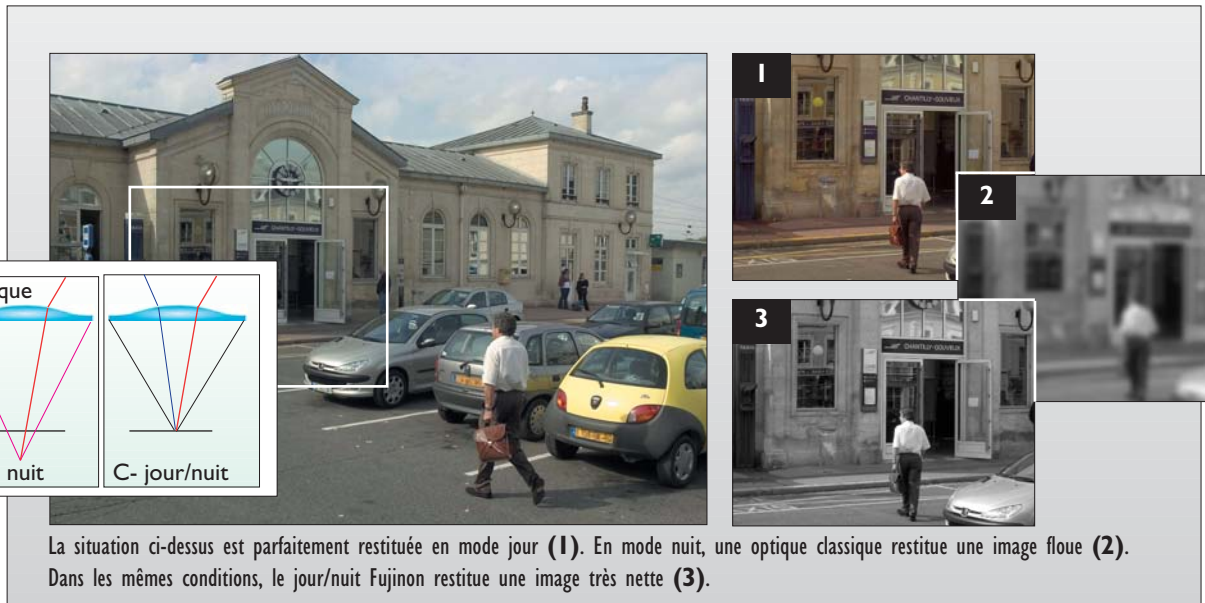 1
CHANTILLY-GOUVIEUX
2
CHANTILLY-GOUVIEUX
3
CHANTILLY-GOUVIEUX
que
nuit
C- jour/nuit
La situation ci-dessus est parfaitement restituée en mode jour (1). En mode nuit, une optique classique restitue une image floue (2).
Dans les mêmes conditions, le jour/nuit Fujinon restitue une image très nette (3).